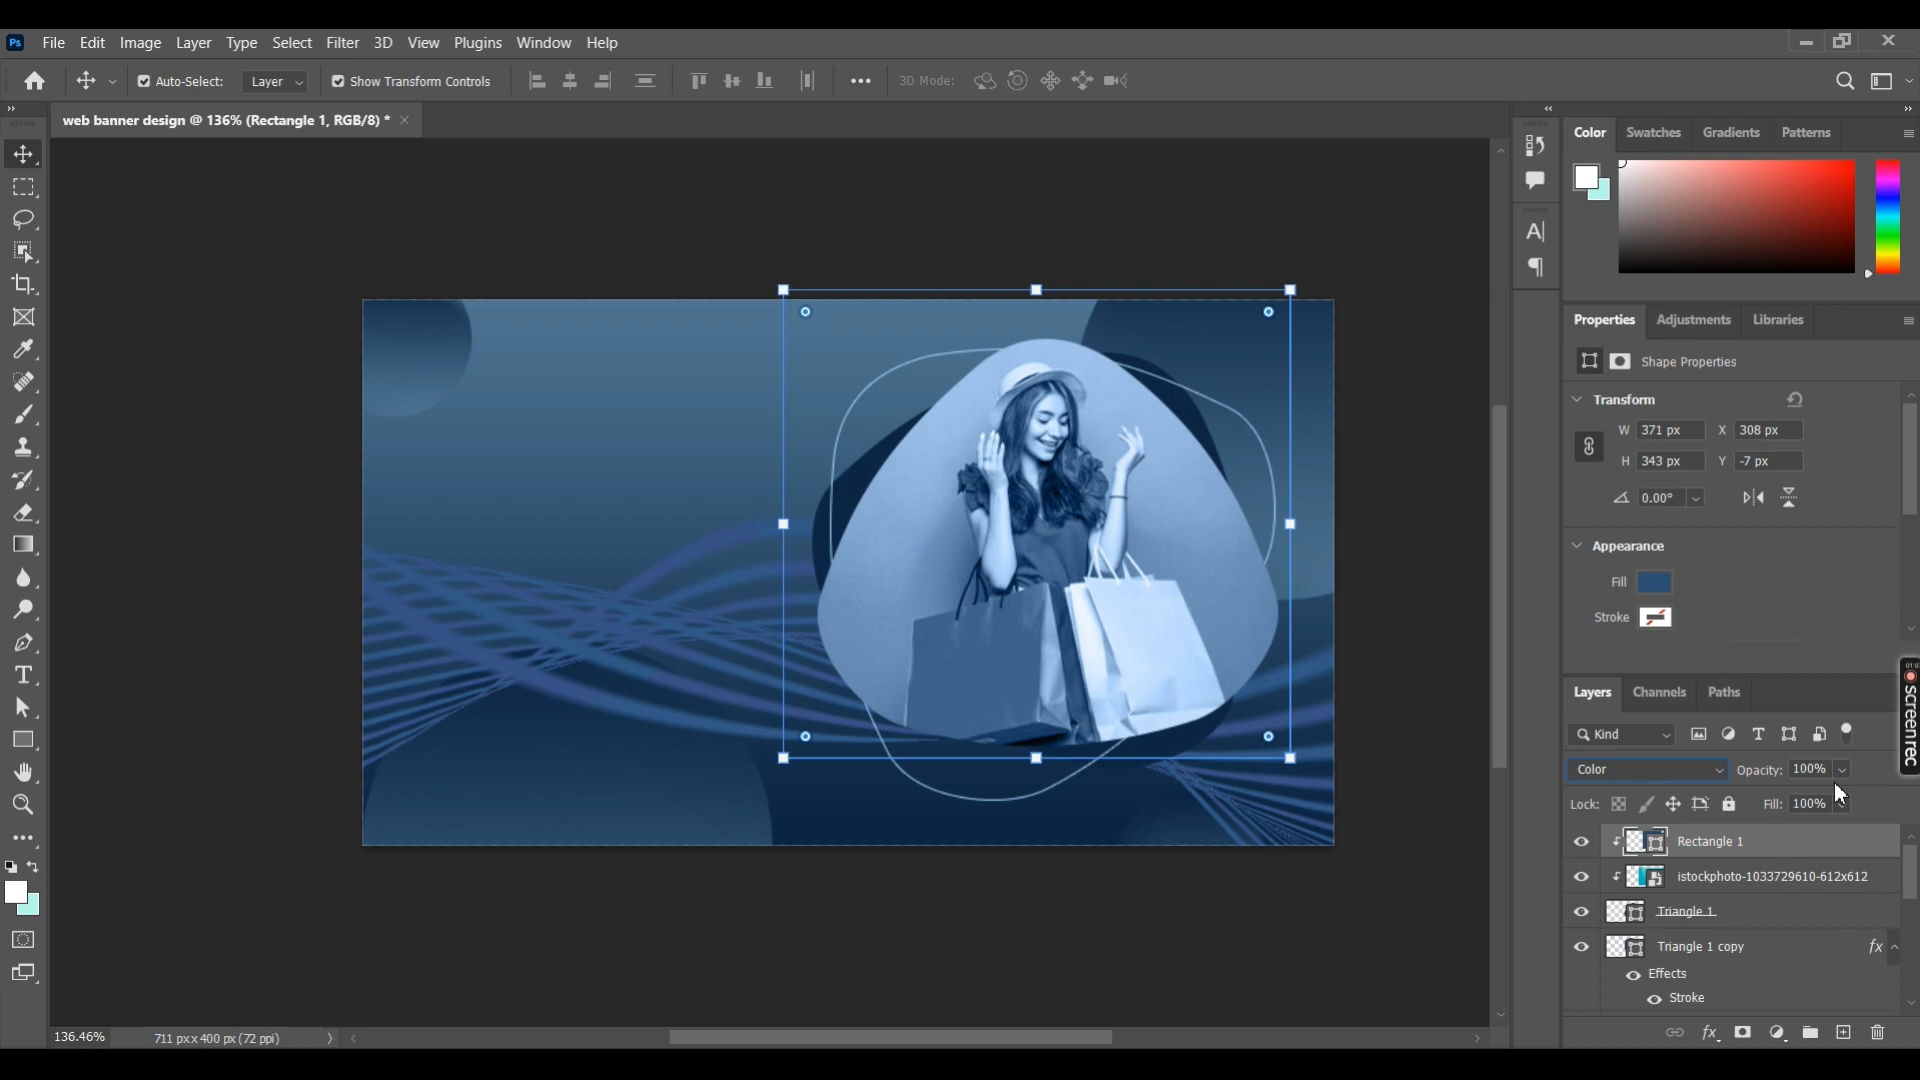 Ps File Edit Image Layer Type Select Filter 3D View Plugins Window Help
Auto-Select: Layer Show Transform Controls 3D Mode:
web banner design @ 136% (Rectangle 1, RGB/8) *
Color Swatches Gradients Patterns
Properties Adjustments Libraries
Shape Properties
Transform
W 371 px X 308 px
H 343 px Y -7 px
0.00°
Appearance
Fill
Stroke
Layers Channels Paths
Kind
Color Opacity: 100%
Lock: Fill: 100%
Rectangle 1
istockphoto-1033729610-612x612
Triangle 1
Triangle 1 copy fx
Effects
Stroke
fx
136.46% 711 px x 400 px (72 ppi)
screenrec